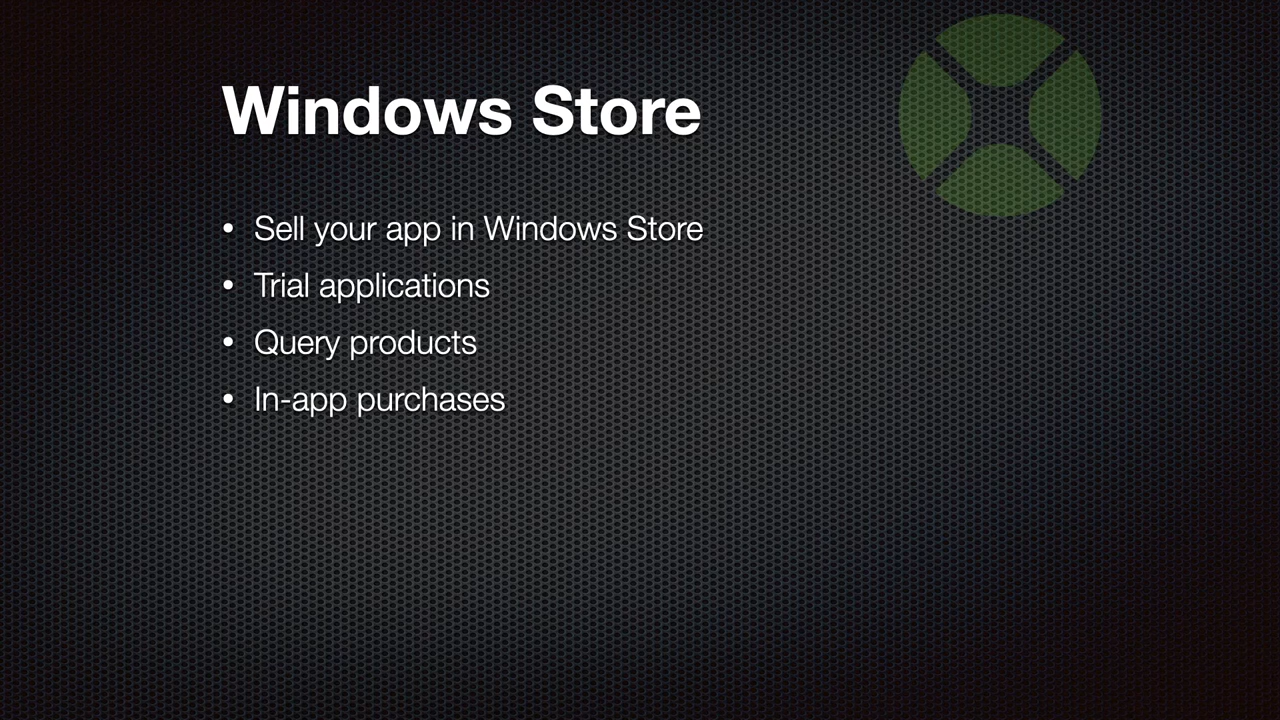 Windows Store
• Sell your app in Windows Store
• Trial applications
• Query products
• In-app purchases